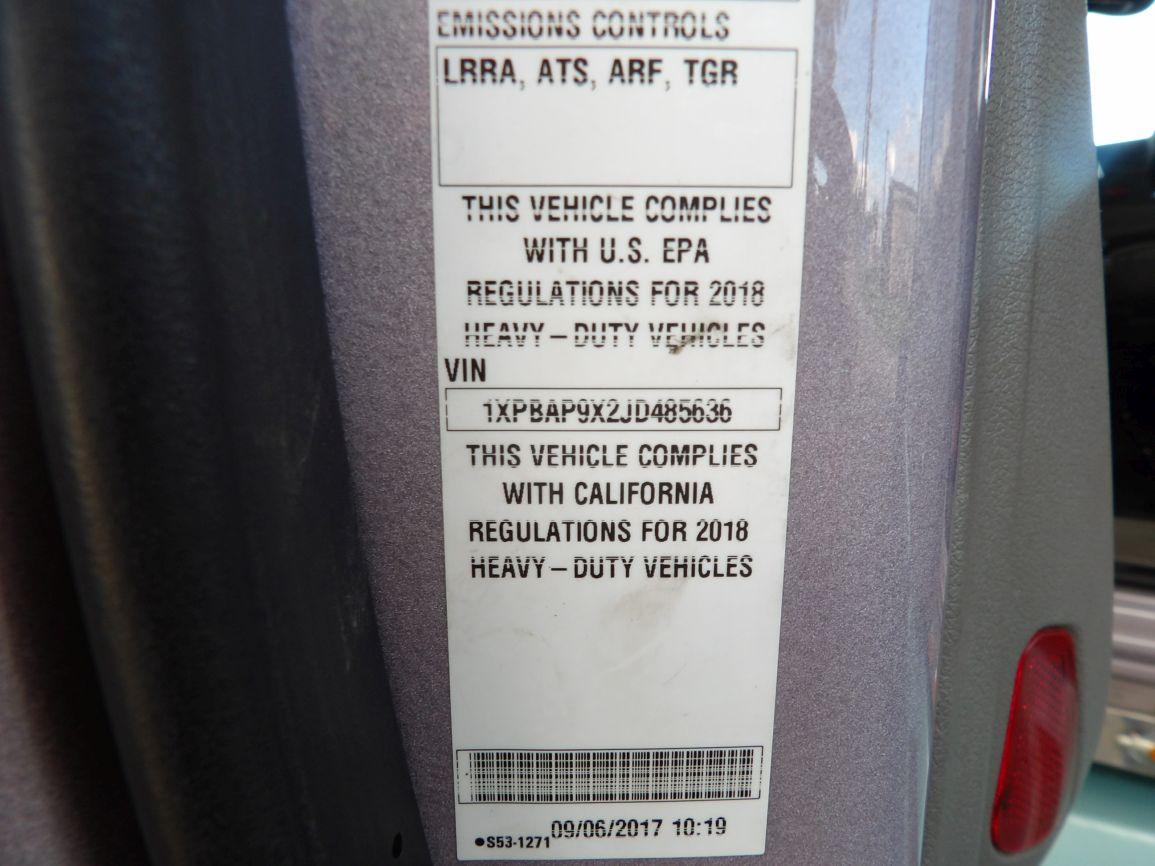 EMISSIONS CONTROLS
LRRA, ATS, ARF, TGR
THIS VEHICLE COMPLIES
WITH U.S. EPA
REGULATIONS FOR 2018
HEAVY – DUTY VEHICLES
VIN
1XPBAP9X2JD485636
THIS VEHICLE COMPLIES
WITH CALIFORNIA
REGULATIONS FOR 2018
HEAVY – DUTY VEHICLES
●S53-1271 09/06/2017 10:19